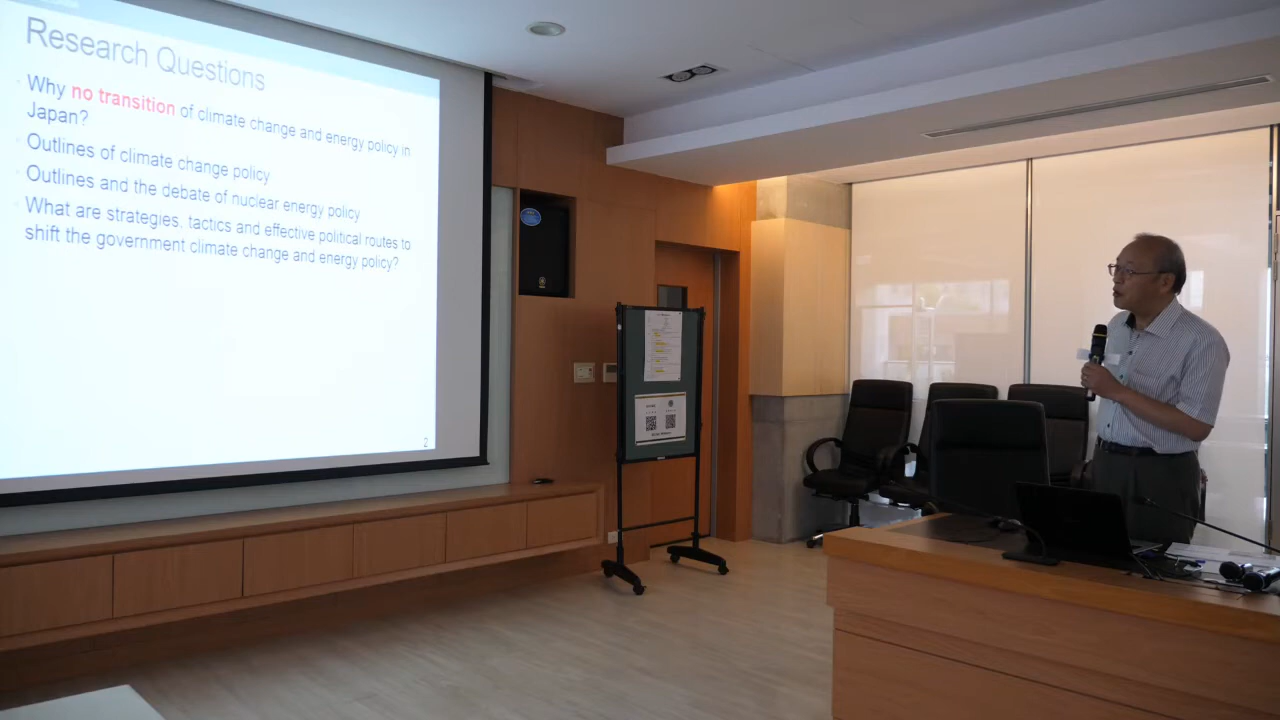 Research Questions
Why no transition of climate change and energy policy in
Japan?
Outlines of climate change policy
Outlines and the debate of nuclear energy policy
What are strategies, tactics and effective political routes to
shift the government climate change and energy policy?
2